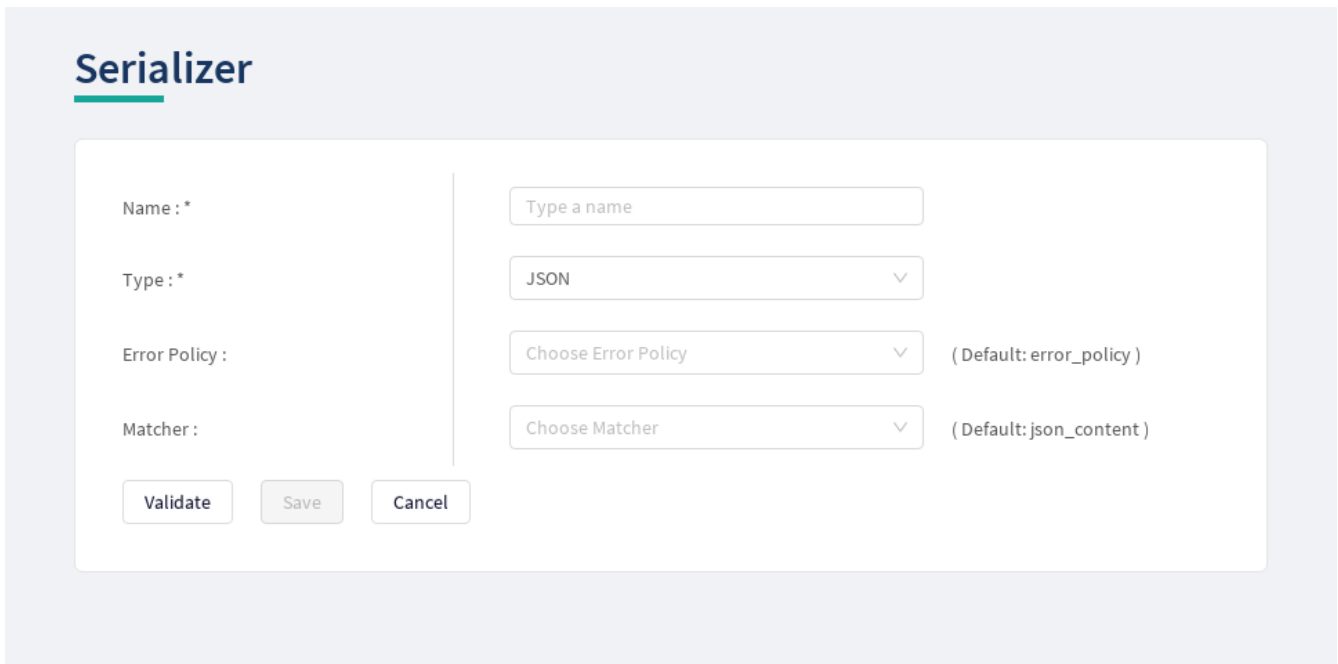 Serializer
Name : * Type a name
Type : * JSON
Error Policy : Choose Error Policy ( Default: error_policy )
Matcher : Choose Matcher ( Default: json_content )
Validate Save Cancel